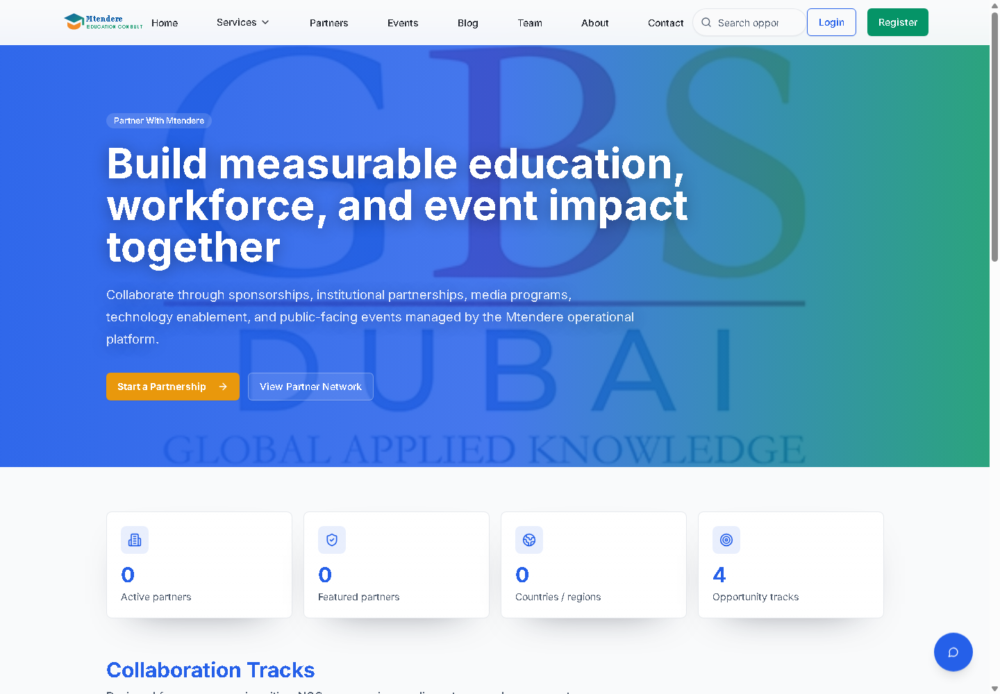 Mtendere
EDUCATION CONSULT
Home
Services
Partners
Events
Blog
Team
About
Contact
Search oppor
Login
Register
GBS
DUBAI
GLOBAL APPLIED KNOWLEDGE
Partner With Mtendere
Build measurable education,
workforce, and event impact
together
Collaborate through sponsorships, institutional partnerships, media programs,
technology enablement, and public-facing events managed by the Mtendere operational
platform.
Start a Partnership
View Partner Network
0
Active partners
0
Featured partners
0
Countries / regions
4
Opportunity tracks
Collaboration Tracks